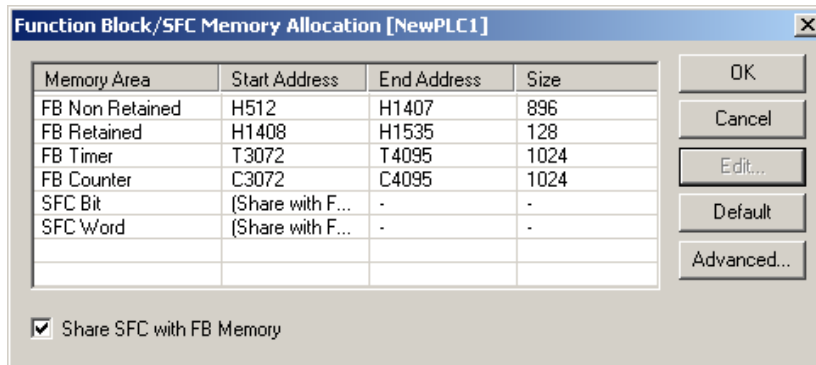 Function Block/SFC Memory Allocation [NewPLC1]
Memory Area Start Address End Address Size
FB Non Retained H512 H1407 896
FB Retained H1408 H1535 128
FB Timer T3072 T4095 1024
FB Counter C3072 C4095 1024
SFC Bit (Share with F... - -
SFC Word (Share with F... - -
OK
Cancel
Edit...
Default
Advanced...
Share SFC with FB Memory